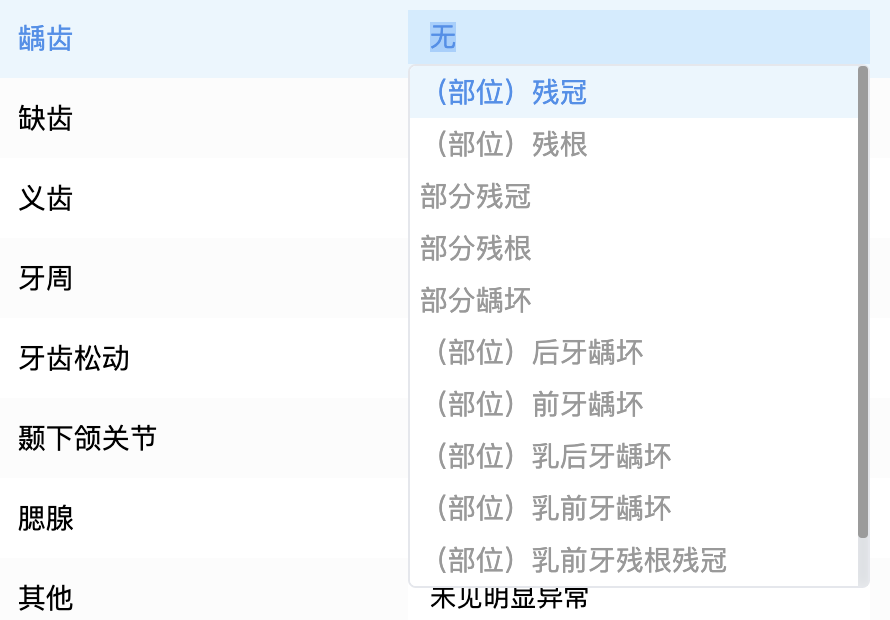 龋齿
无
（部位）残冠
缺齿
（部位）残根
义齿
部分残冠
部分残根
牙周
部分龋坏
牙齿松动
（部位）后牙龋坏
（部位）前牙龋坏
颞下颌关节
（部位）乳后牙龋坏
腮腺
（部位）乳前牙龋坏
（部位）乳前牙残根残冠
其他
未见明显异常